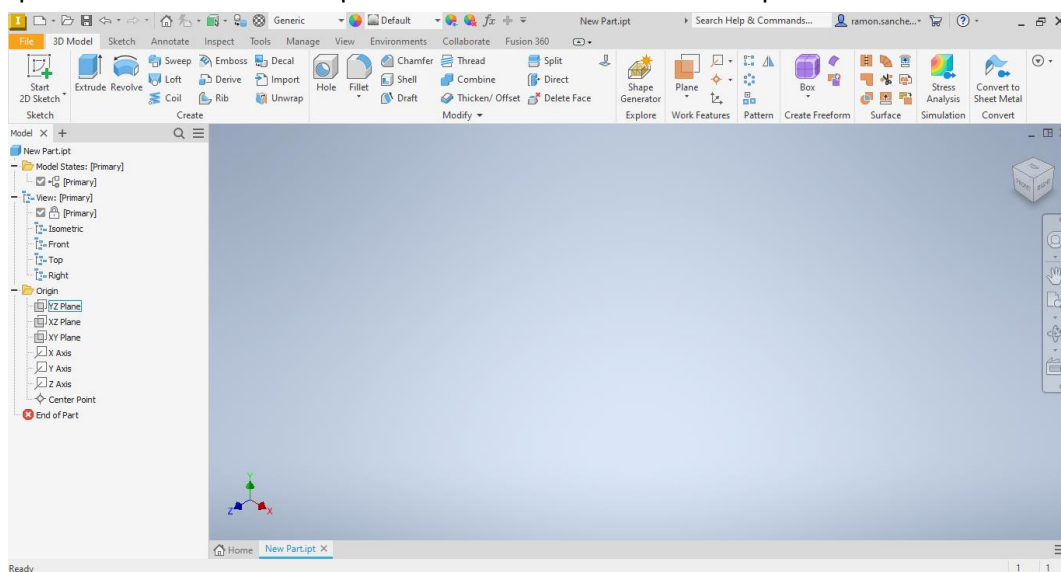 Generic
Default
fx
New Part.ipt
Search Help & Commands...
ramon.sanche...
File
3D Model
Sketch
Annotate
Inspect
Tools
Manage
View
Environments
Collaborate
Fusion 360
Start
2D Sketch
Extrude
Revolve
Sweep
Emboss
Decal
Loft
Derive
Import
Coil
Rib
Unwrap
Hole
Fillet
Chamfer
Thread
Split
Shell
Combine
Direct
Draft
Thicken/ Offset
Delete Face
Shape
Generator
Plane
Box
Stress
Analysis
Convert to
Sheet Metal
Sketch
Create
Modify
Explore
Work Features
Pattern
Create Freeform
Surface
Simulation
Convert
Model
New Part.ipt
Model States: [Primary]
[Primary]
View: [Primary]
[Primary]
Isometric
Front
Top
Right
Origin
YZ Plane
XZ Plane
XY Plane
X Axis
Y Axis
Z Axis
Center Point
End of Part
FRONT
RIGHT
Y
Z
X
Home
New Part.ipt
Ready
1 1